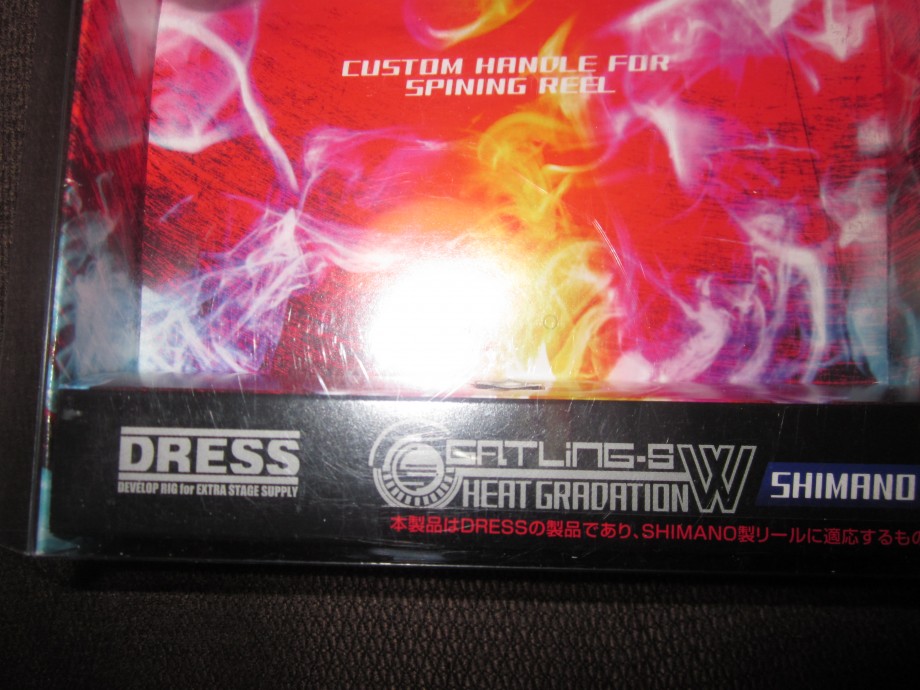 CUSTOM HANDLE FOR
SPINING REEL
DRESS
DEVELOP RIG for EXTRA STAGE SUPPLY
GATLING-S W
HEAT GRADATION
SHIMANO
本製品はDRESSの製品であり、SHIMANO製リールに適応するもの